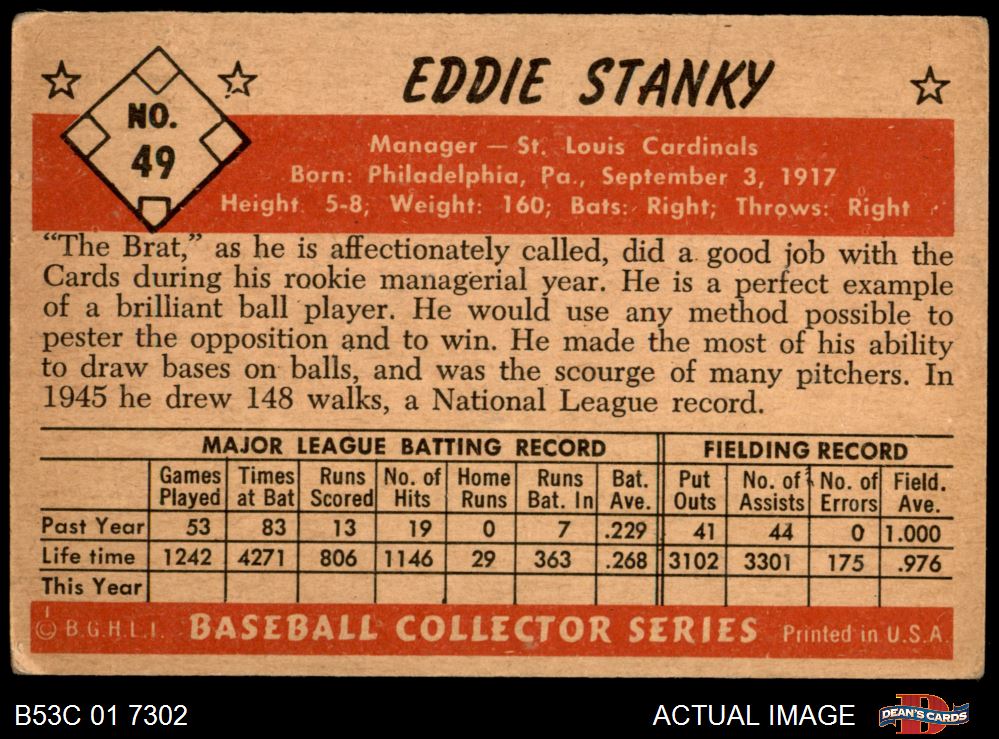 NO.
49
EDDIE STANKY
Manager — St. Louis Cardinals
Born: Philadelphia, Pa., September 3, 1917
Height 5-8; Weight: 160; Bats: Right; Throws: Right
“The Brat,” as he is affectionately called, did a good job with the
Cards during his rookie managerial year. He is a perfect example
of a brilliant ball player. He would use any method possible to
pester the opposition and to win. He made the most of his ability
to draw bases on balls, and was the scourge of many pitchers. In
1945 he drew 148 walks, a National League record.
MAJOR LEAGUE BATTING RECORD FIELDING RECORD
Games Times Runs No. of Home Runs Bat. Put No. of No. of Field.
Played at Bat Scored Hits Runs Bat. In Ave. Outs Assists Errors Ave.
Past Year 53 83 13 19 0 7 .229 41 44 0 1.000
Life time 1242 4271 806 1146 29 363 .268 3102 3301 175 .976
This Year
© B.G.H.L.I. BASEBALL COLLECTOR SERIES Printed in U.S.A.
B53C 01 7302 ACTUAL IMAGE DEAN'S CARDS